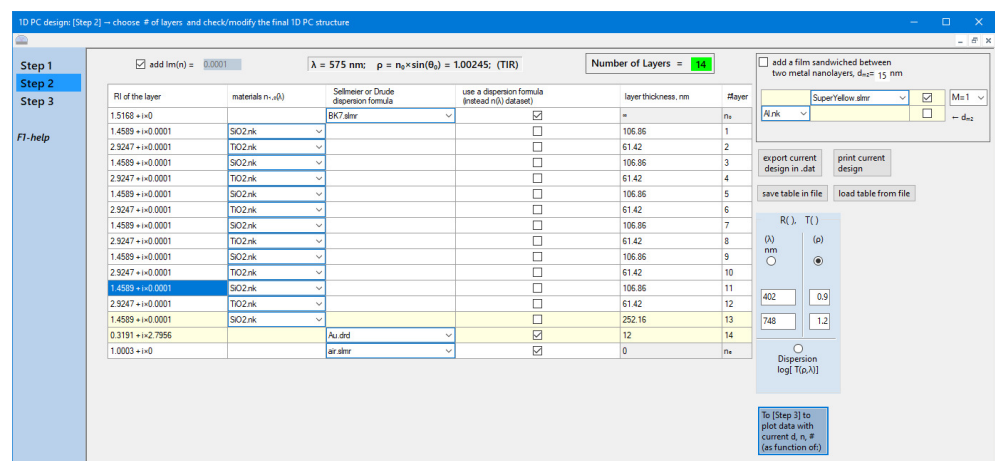 1D PC design: [Step 2] -- choose # of layers and check/modify the final 1D PC structure
Step 1
Step 2
Step 3
F1-help
add Im(n) = 0.0001
λ = 575 nm; ρ = n₀×sin(θ₀) = 1.00245; (TIR)
Number of Layers = 14
RI of the layer materials n₊,ₛ(λ) Sellmeier or Drude dispersion formula use a dispersion formula (instead n(λ) dataset) layer thickness, nm #layer
1.5168 + i×0 BK7.slmr ∞ n₀
1.4589 + i×0.0001 SiO2.nk 106.86 1
2.9247 + i×0.0001 TiO2.nk 61.42 2
1.4589 + i×0.0001 SiO2.nk 106.86 3
2.9247 + i×0.0001 TiO2.nk 61.42 4
1.4589 + i×0.0001 SiO2.nk 106.86 5
2.9247 + i×0.0001 TiO2.nk 61.42 6
1.4589 + i×0.0001 SiO2.nk 106.86 7
2.9247 + i×0.0001 TiO2.nk 61.42 8
1.4589 + i×0.0001 SiO2.nk 106.86 9
2.9247 + i×0.0001 TiO2.nk 61.42 10
1.4589 + i×0.0001 SiO2.nk 106.86 11
2.9247 + i×0.0001 TiO2.nk 61.42 12
1.4589 + i×0.0001 SiO2.nk 252.16 13
0.3191 + i×2.7956 Au.drd 12 14
1.0003 + i×0 air.slmr 0 nₑ
add a film sandwiched between
two metal nanolayers, dₘ₂= 15 nm
SuperYellow.slmr M=1
Al.nk ← dₘ₂
export current
design in .dat
print current
design
save table in file load table from file
R( ), T( )
(λ) (ρ)
nm
402 0.9
748 1.2
Dispersion
log[ T(ρ,λ)]
To [Step 3] to
plot data with
current d, n, #
(as function of:)